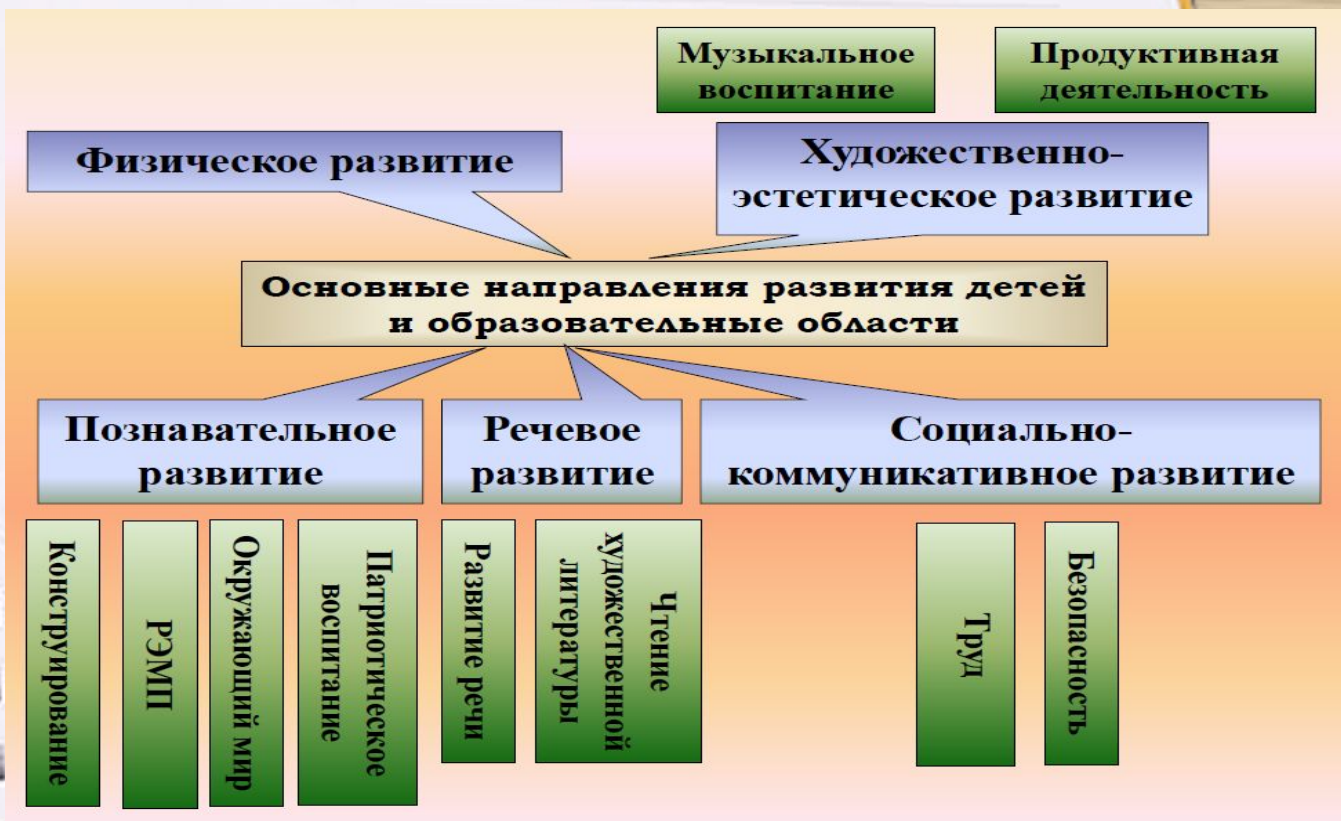 Музыкальное
воспитание
Продуктивная
деятельность
Физическое развитие
Художественно-
эстетическое развитие
Основные направления развития детей
и образовательные области
Познавательное
развитие
Речевое
развитие
Социально-
коммуникативное развитие
Конструирование
РЭМП
Окружающий мир
Патриотическое
воспитание
Развитие речи
Чтение
художественной
литературы
Труд
Безопасность